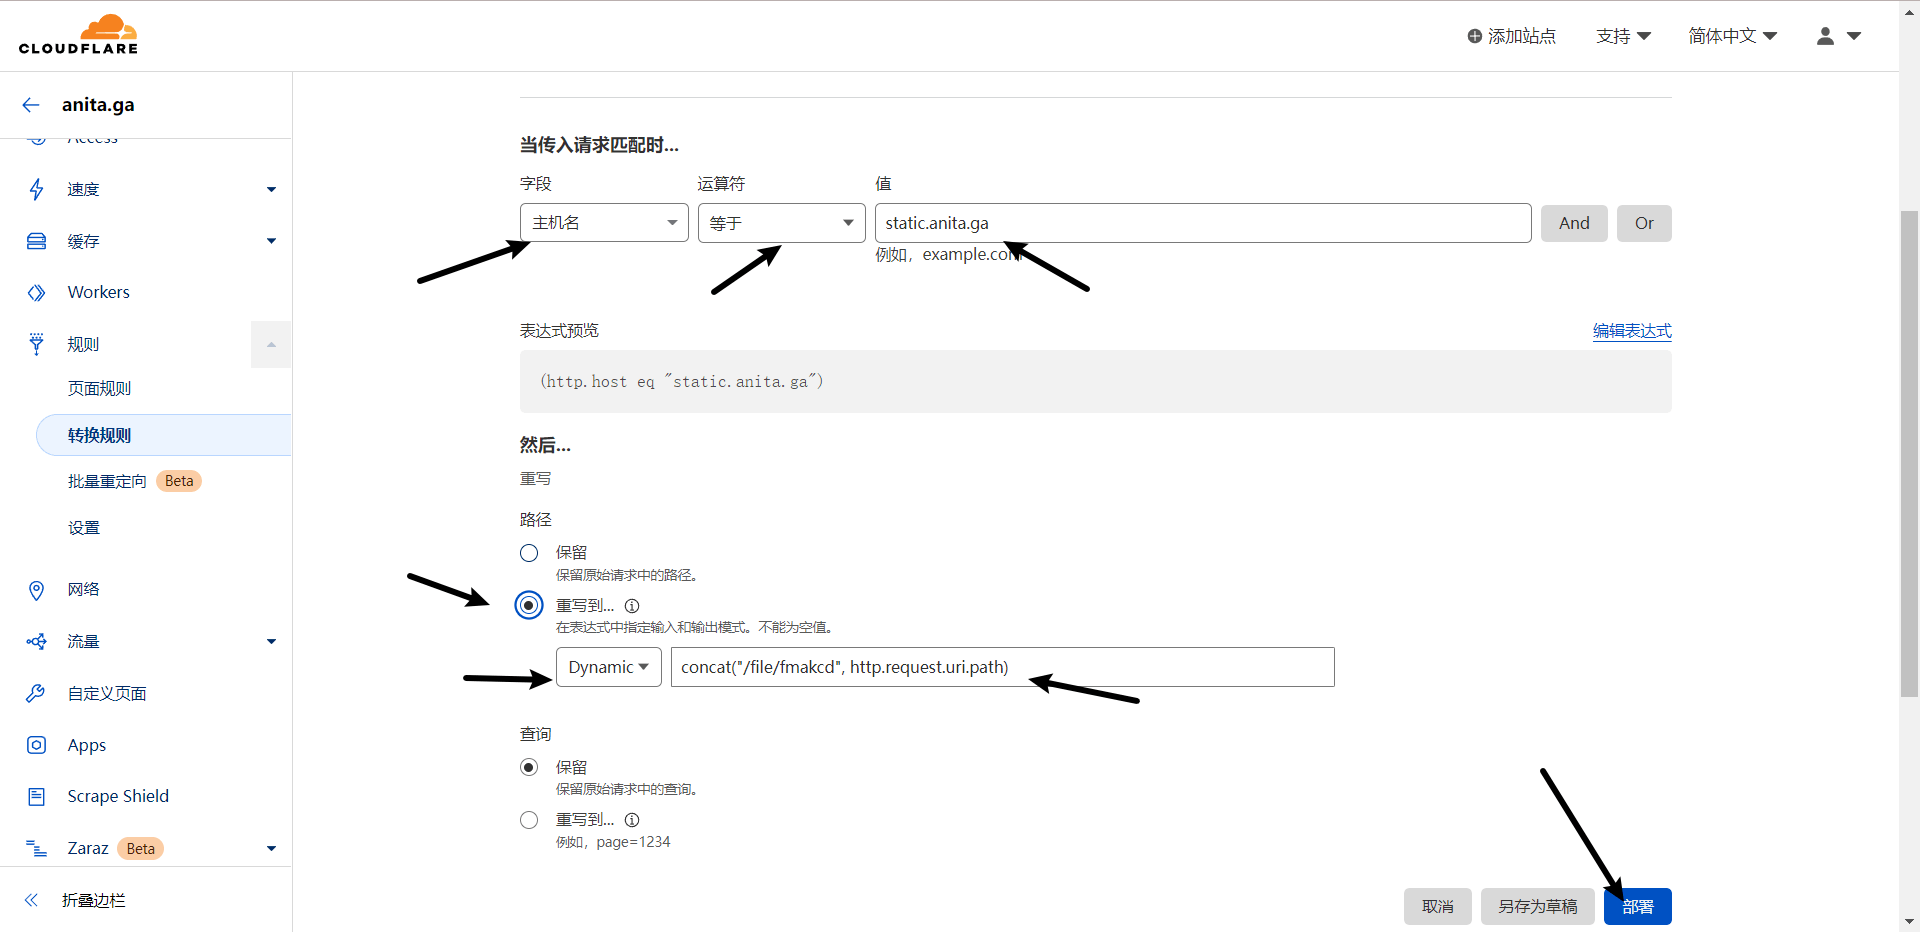 CLOUDFLARE
添加站点
支持
简体中文
anita.ga
Access
速度
缓存
Workers
规则
页面规则
转换规则
批量重定向 Beta
设置
网络
流量
自定义页面
Apps
Scrape Shield
Zaraz Beta
折叠边栏
当传入请求匹配时...
字段
运算符
值
主机名
等于
static.anita.ga
And
Or
例如，example.com
表达式预览
编辑表达式
(http.host eq "static.anita.ga")
然后...
重写
路径
保留
保留原始请求中的路径。
重写到...
在表达式中指定输入和输出模式。不能为空值。
Dynamic
concat("/file/fmakcd", http.request.uri.path)
查询
保留
保留原始请求中的查询。
重写到...
例如，page=1234
取消
另存为草稿
部署